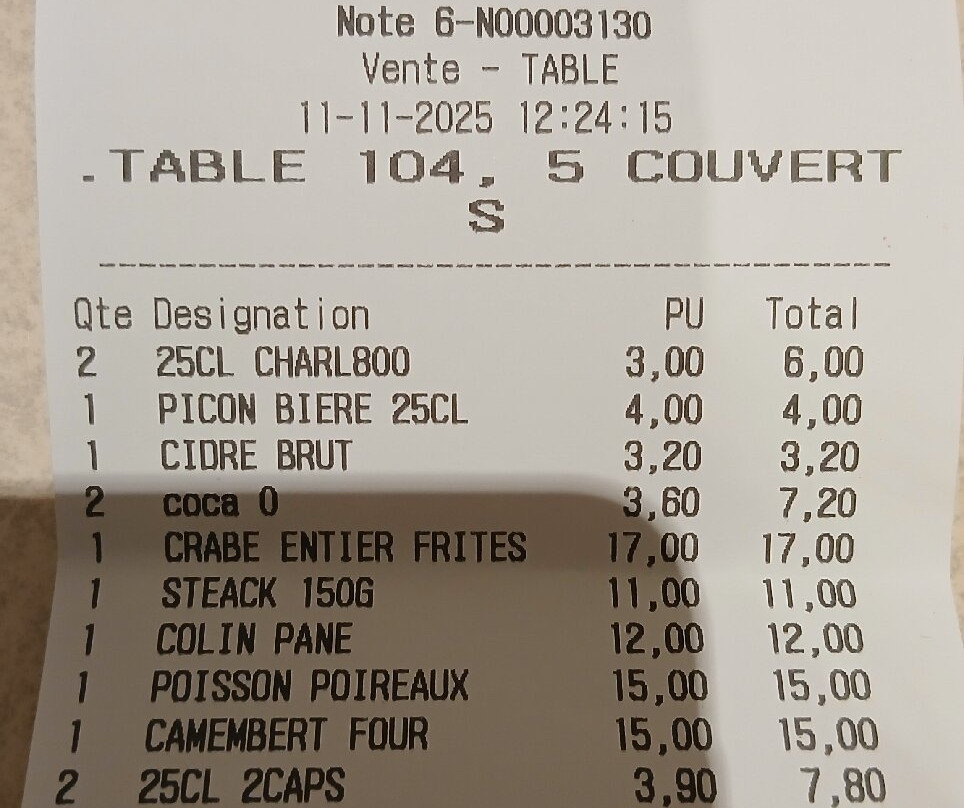 Note 6-N00003130
Vente - TABLE
11-11-2025 12:24:15
.TABLE 104, 5 COUVERT
S
Qte Designation PU Total
2 25CL CHARL800 3,00 6,00
1 PICON BIERE 25CL 4,00 4,00
1 CIDRE BRUT 3,20 3,20
2 coca 0 3,60 7,20
1 CRABE ENTIER FRITES 17,00 17,00
1 STEACK 150G 11,00 11,00
1 COLIN PANE 12,00 12,00
1 POISSON POIREAUX 15,00 15,00
1 CAMEMBERT FOUR 15,00 15,00
2 25CL 2CAPS 3,90 7,80